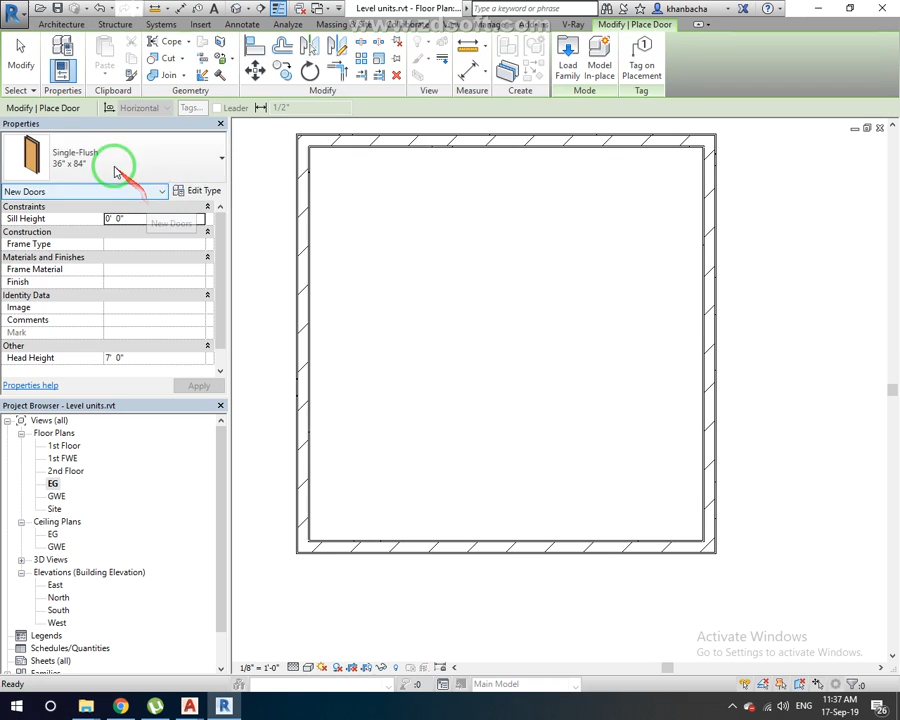 Level units.rvt - Floor Plan:...
Type a keyword or phrase
khanbacha
www.zdsoft.com
Architecture
Structure
Systems
Insert
Annotate
Analyze
Massing & Site
V-Ray
Modify | Place Door
Modify
Paste
Cope
Cut
Join
Load
Family
Model
In-place
Tag on
Placement
Select
Properties
Clipboard
Geometry
Modify
View
Measure
Create
Mode
Tag
Modify | Place Door
Horizontal
Tags...
Leader
1/2"
Properties
Single-Flush
36" x 84"
New Doors
Edit Type
Constraints
Sill Height
0' 0"
New Doors
Construction
Frame Type
Materials and Finishes
Frame Material
Finish
Identity Data
Image
Comments
Mark
Other
Head Height
7' 0"
Properties help
Apply
Project Browser - Level units.rvt
Views (all)
Floor Plans
1st Floor
1st FWE
2nd Floor
EG
GWE
Site
Ceiling Plans
EG
GWE
3D Views
Elevations (Building Elevation)
East
North
South
West
Legends
Schedules/Quantities
Sheets (all)
Families
Activate Windows
Go to Settings to activate Windows.
1/8" = 1'-0"
Ready
:0
Main Model
:0
ENG
11:37 AM
17-Sep-19
26